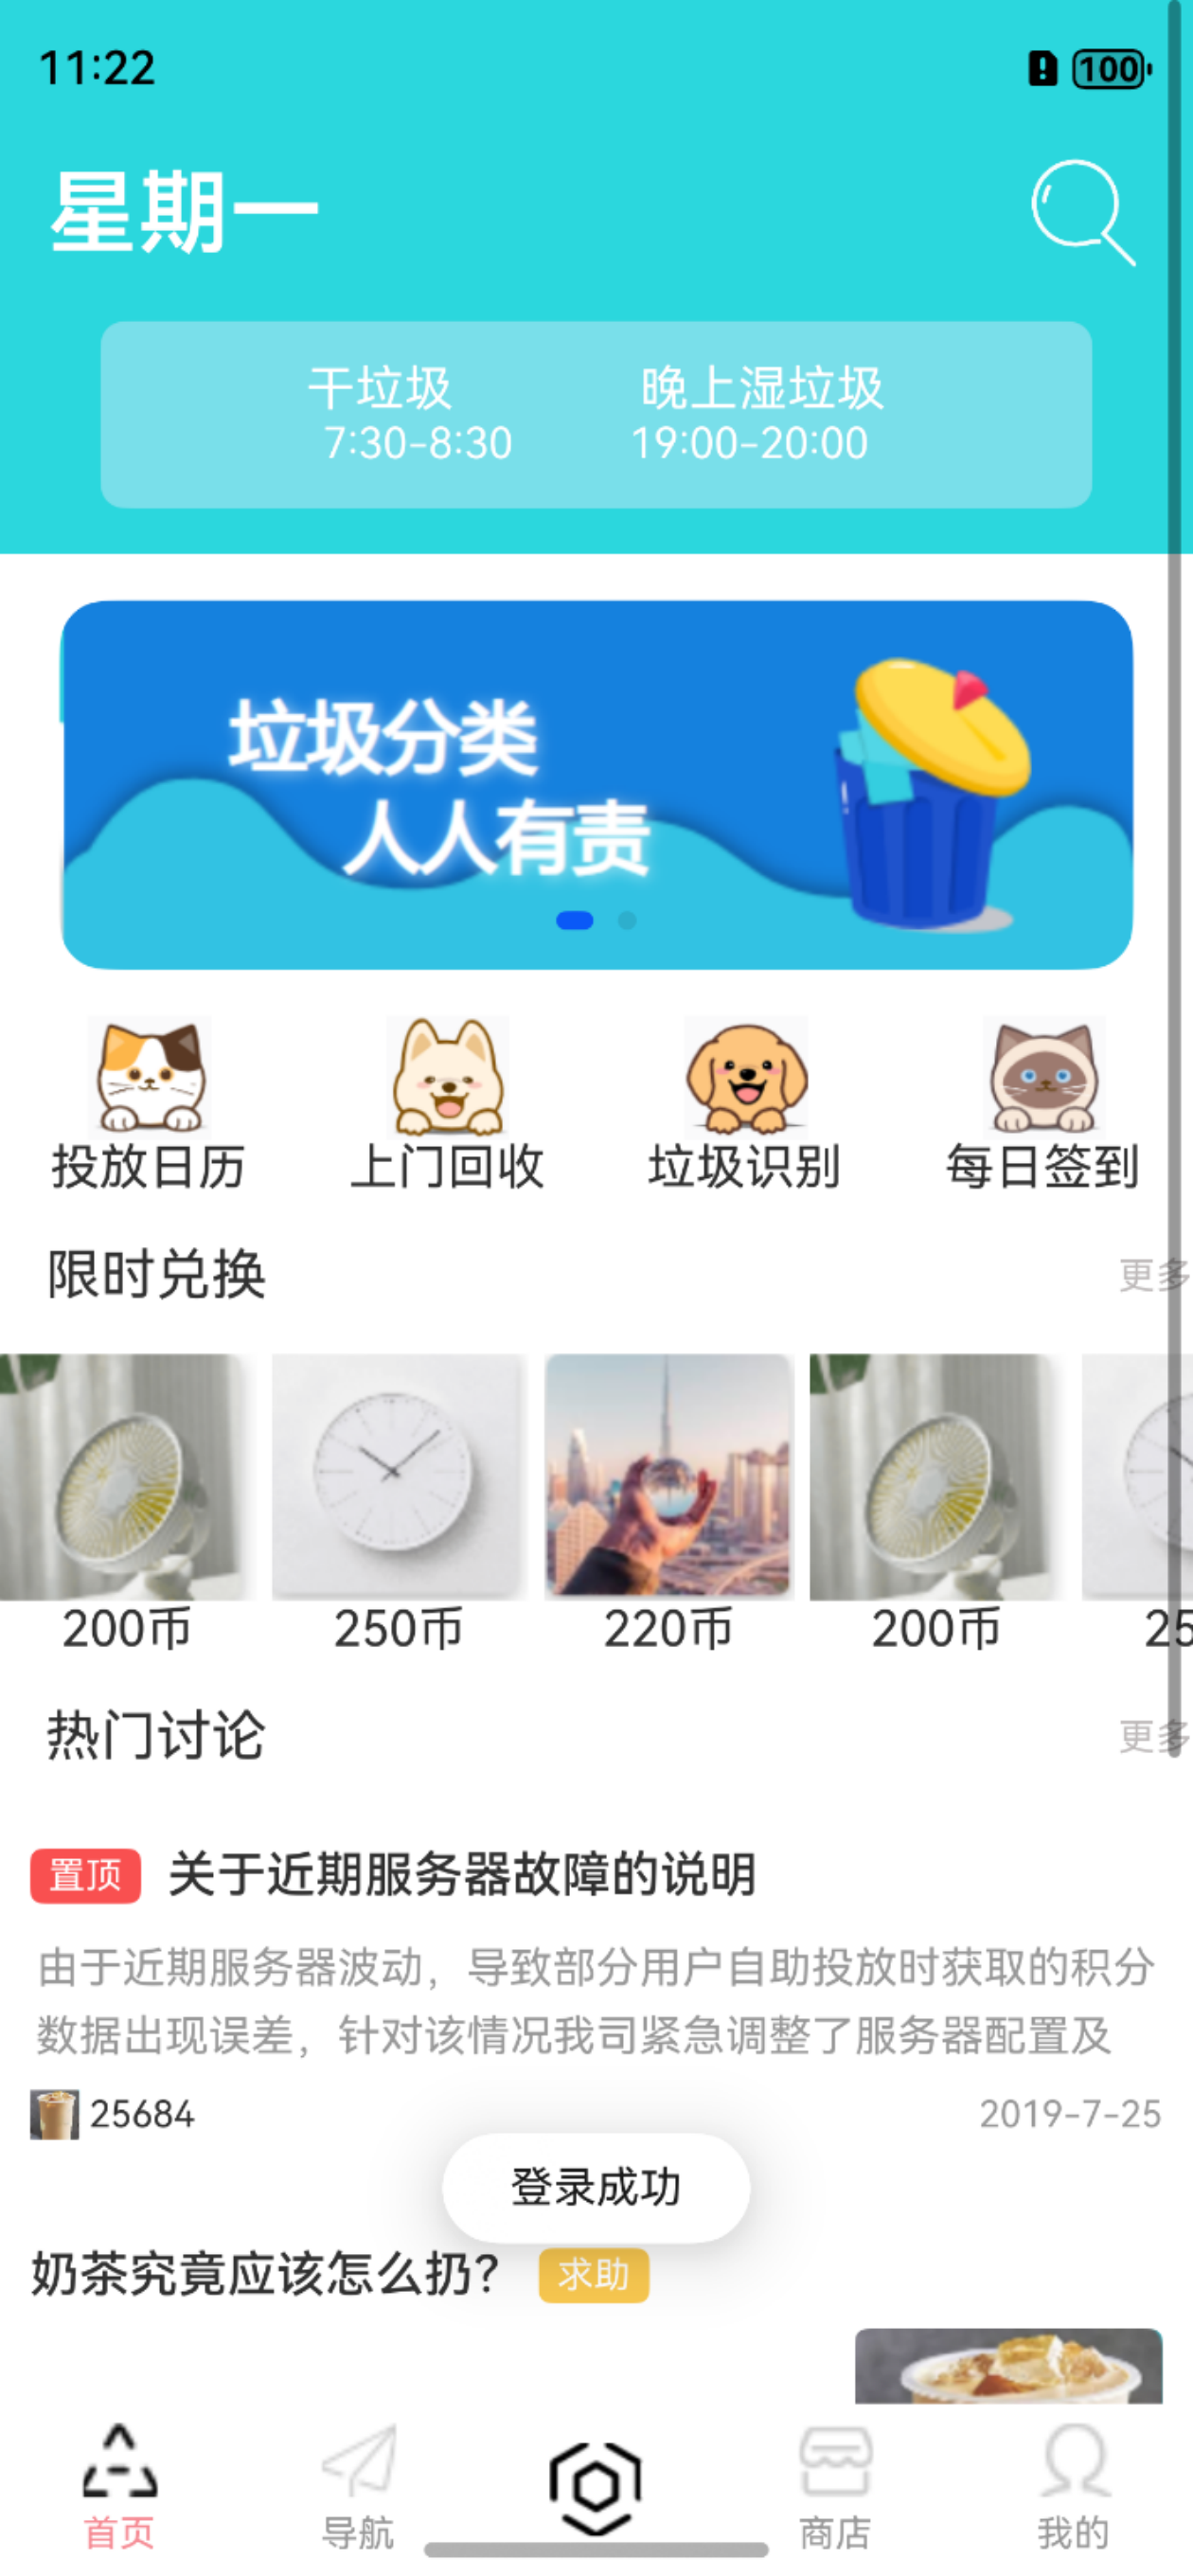 11:22
100
星期一
干垃圾 晚上湿垃圾
7:30-8:30 19:00-20:00
垃圾分类
人人有责
投放日历 上门回收 垃圾识别 每日签到
限时兑换 更多
200币 250币 220币 200币 25
热门讨论 更多
置顶 关于近期服务器故障的说明
由于近期服务器波动，导致部分用户自助投放时获取的积分
数据出现误差，针对该情况我司紧急调整了服务器配置及
25684 2019-7-25
登录成功
奶茶究竟应该怎么扔？ 求助
首页 导航 商店 我的